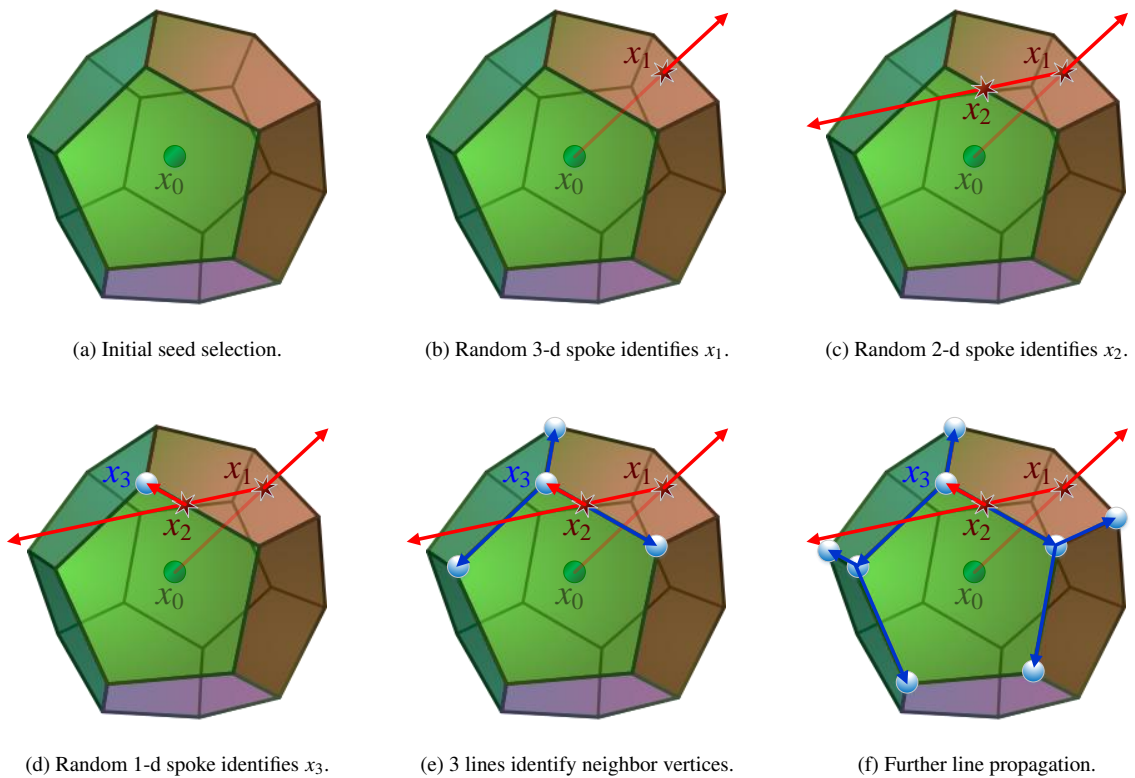 x0
x1
x0
x1
x2
x0
(a) Initial seed selection.
(b) Random 3-d spoke identifies x1.
(c) Random 2-d spoke identifies x2.
x3
x1
x2
x0
x3
x1
x2
x0
x3
x1
x2
x0
(d) Random 1-d spoke identifies x3.
(e) 3 lines identify neighbor vertices.
(f) Further line propagation.